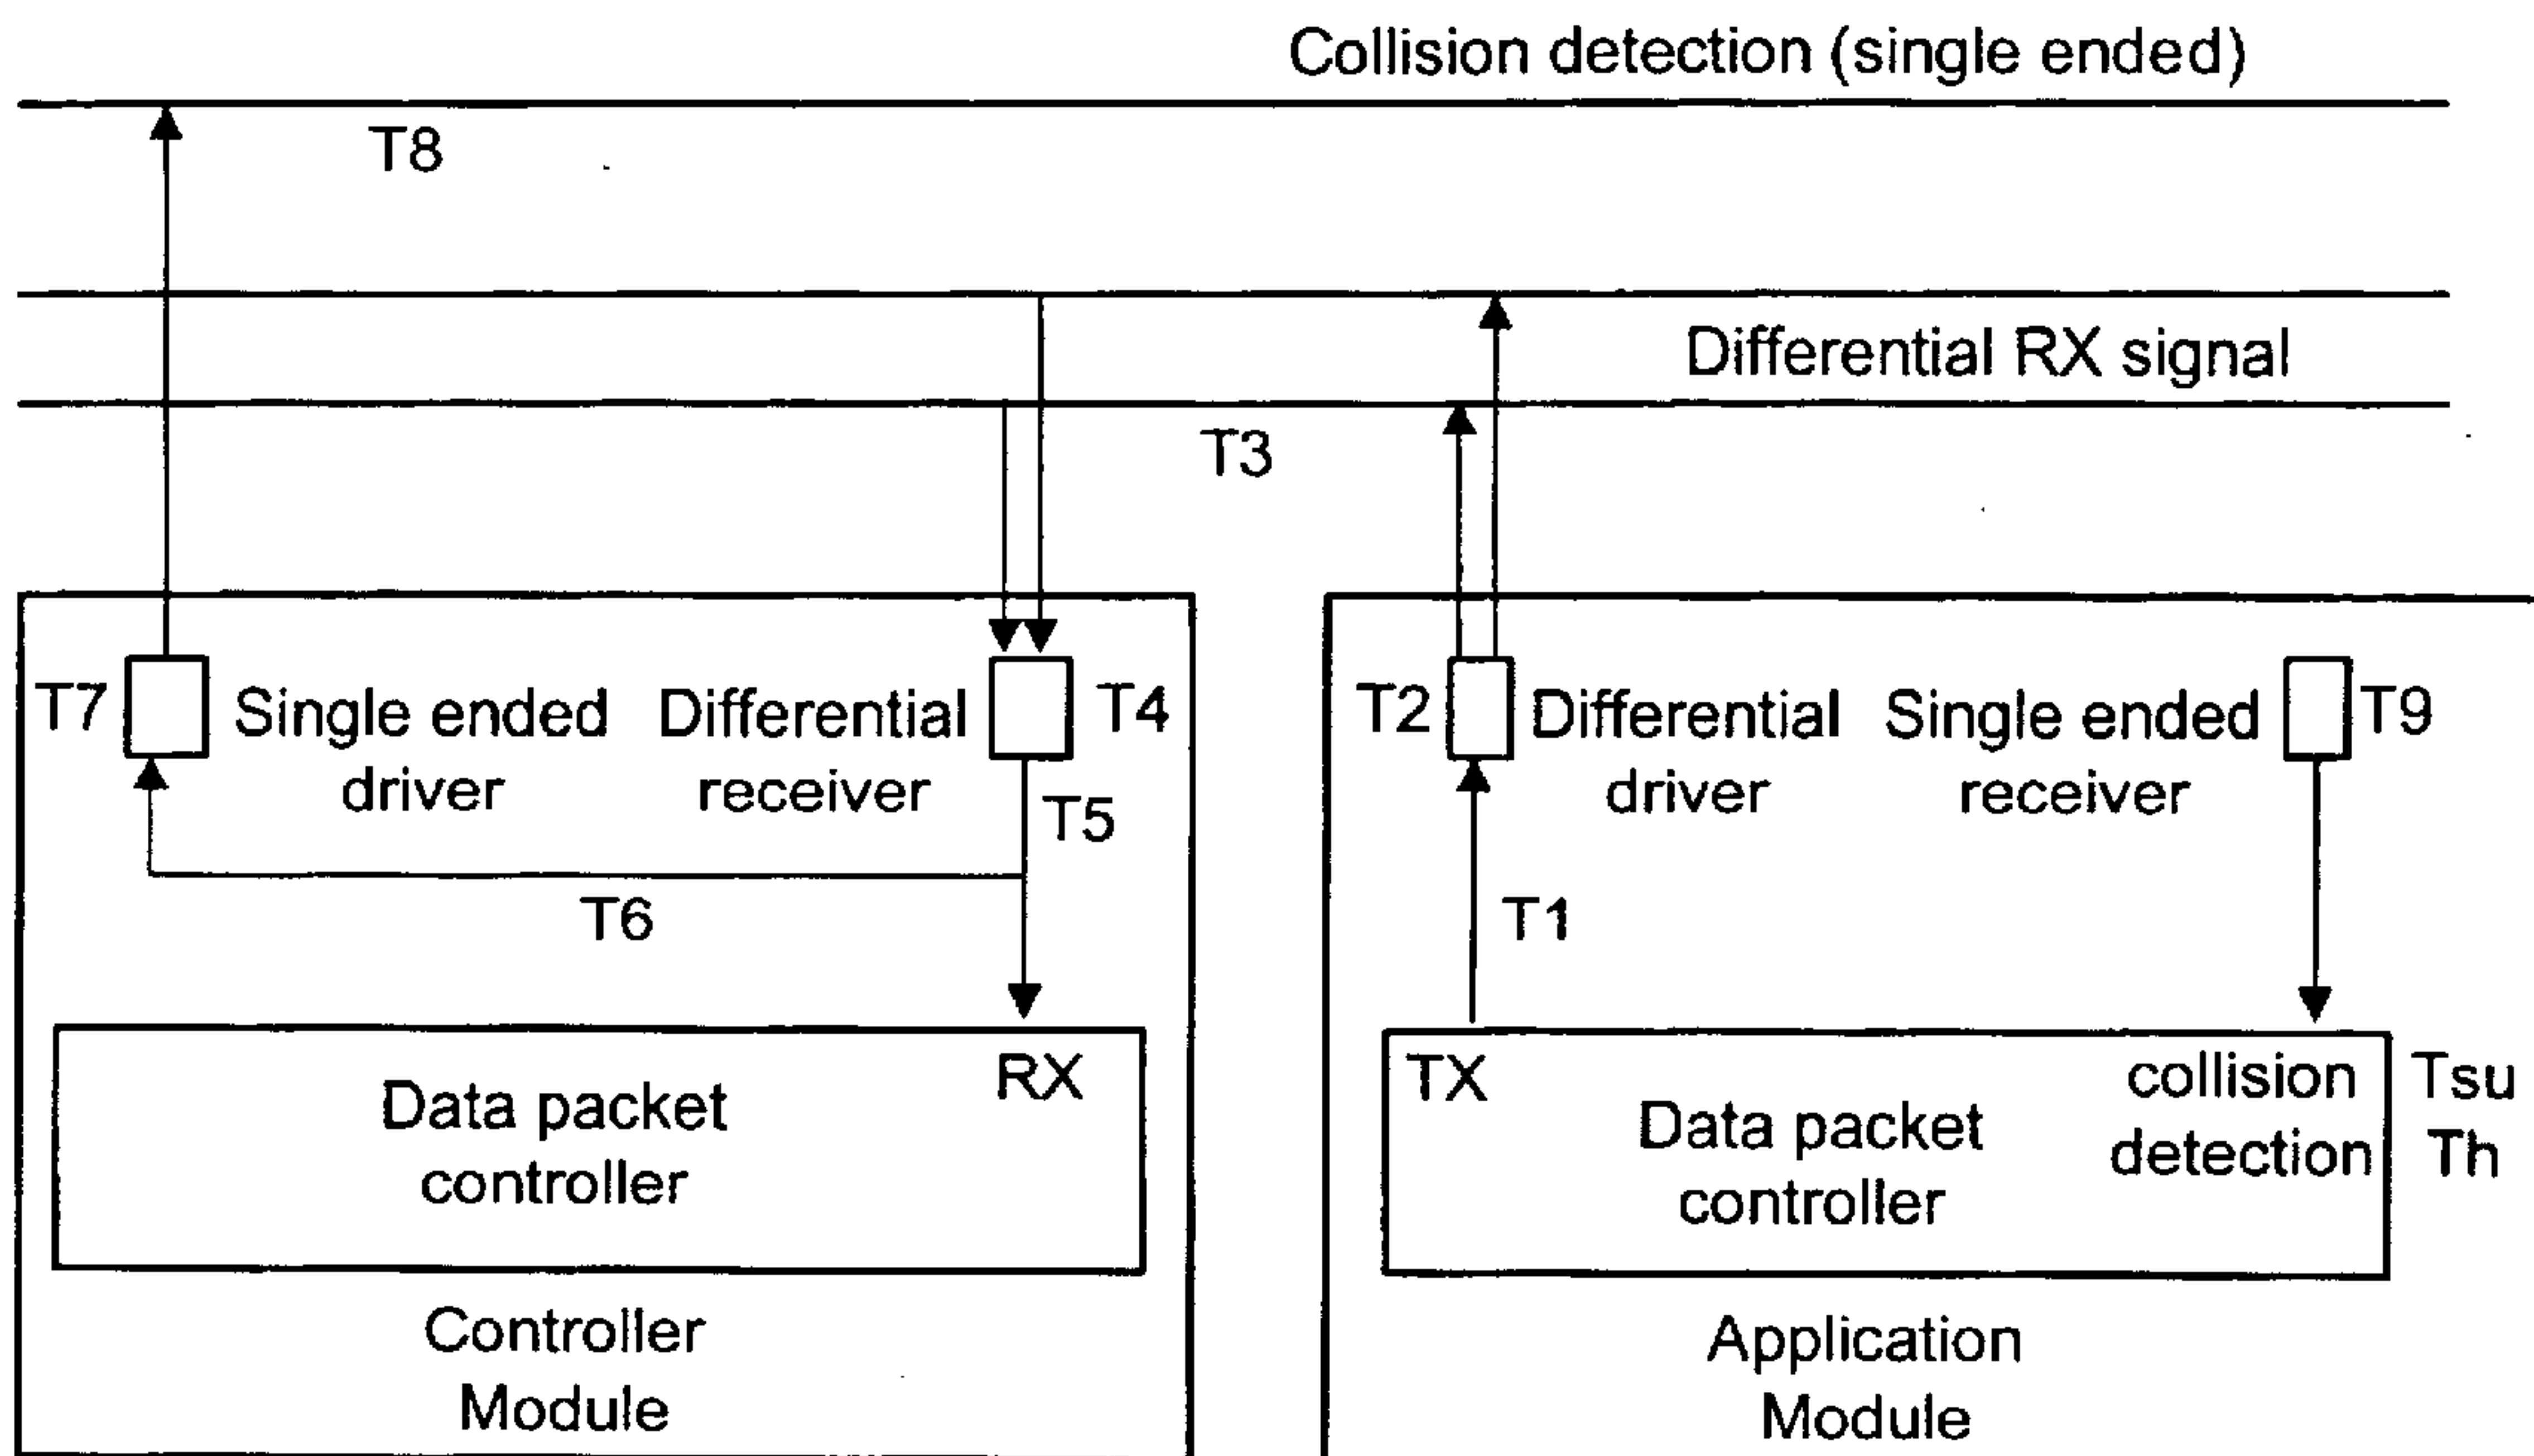 Collision detection (single ended)
T8
Differential RX signal
T3
T7
Single ended
driver
Differential
receiver
T4
T5
T6
RX
Data packet
controller
Controller
Module
T2
Differential
driver
Single ended
receiver
T9
T1
TX
Data packet
controller
collision
detection
Tsu
Th
Application
Module